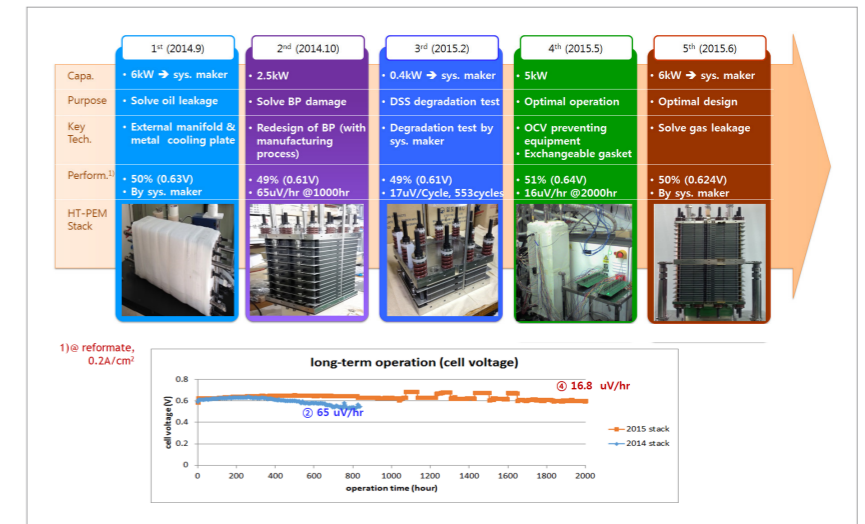 1st (2014.9)
2nd (2014.10)
3rd (2015.2)
4th (2015.5)
5th (2015.6)
Capa.
• 6kW ➔ sys. maker
• 2.5kW
• 0.4kW ➔ sys. maker
• 5kW
• 6kW ➔ sys. maker
Purpose
• Solve oil leakage
• Solve BP damage
• DSS degradation test
• Optimal operation
• Optimal design
Key
Tech.
• External manifold &
metal cooling plate
• Redesign of BP (with
manufacturing
process)
• Degradation test by
sys. maker
• OCV preventing
equipment
• Exchangeable gasket
• Solve gas leakage
Perform.1)
• 50% (0.63V)
• By sys. maker
• 49% (0.61V)
• 65uV/hr @1000hr
• 49% (0.61V)
• 17uV/Cycle, 553cycles
• 51% (0.64V)
• 16uV/hr @2000hr
• 50% (0.624V)
• By sys. maker
HT-PEM
Stack
1)@ reformate,
0.2A/cm²
long-term operation (cell voltage)
cell voltage (V)
0.8
0.6
0.4
0.2
0
④ 16.8 uV/hr
② 65 uV/hr
2015 stack
2014 stack
0 200 400 600 800 1000 1200 1400 1600 1800 2000
operation time (hour)